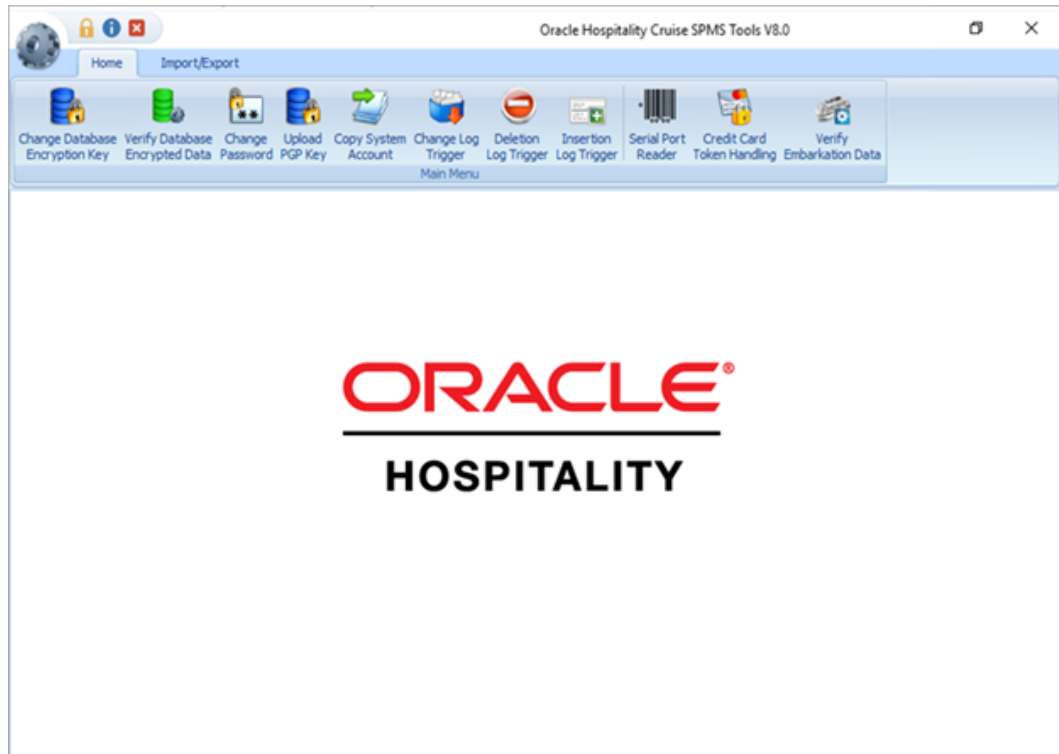 Oracle Hospitality Cruise SPMS Tools V8.0
Home Import/Export
Change Database Verify Database Change Upload Copy System Change Log Deletion Insertion Serial Port Credit Card Verify
Encryption Key Encrypted Data Password PGP Key Account Trigger Log Trigger Log Trigger Reader Token Handling Embarkation Data
Main Menu
ORACLE®
HOSPITALITY